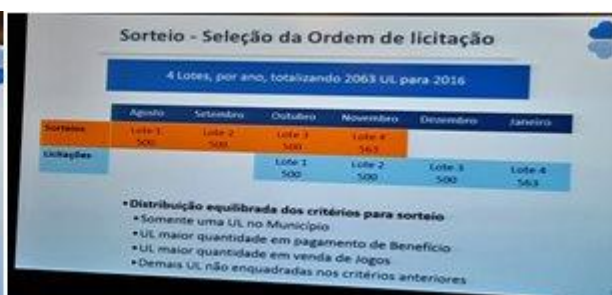 Sorteio - Seleção da Ordem de licitação
4 Lotes, por ano, totalizando 2063 UL para 2016
Agosto Setembro Outubro Novembro Dezembro Janeiro
Sorteios Lote 1 Lote 2 Lote 3 Lote 4
500 500 500 563
Licitações Lote 1 Lote 2 Lote 3 Lote 4
500 500 500 563
•Distribuição equilibrada dos critérios para sorteio
•Somente uma UL no Município
•UL maior quantidade em pagamento de Benefício
•UL maior quantidade em venda de Jogos
•Demais UL não enquadradas nos critérios anteriores